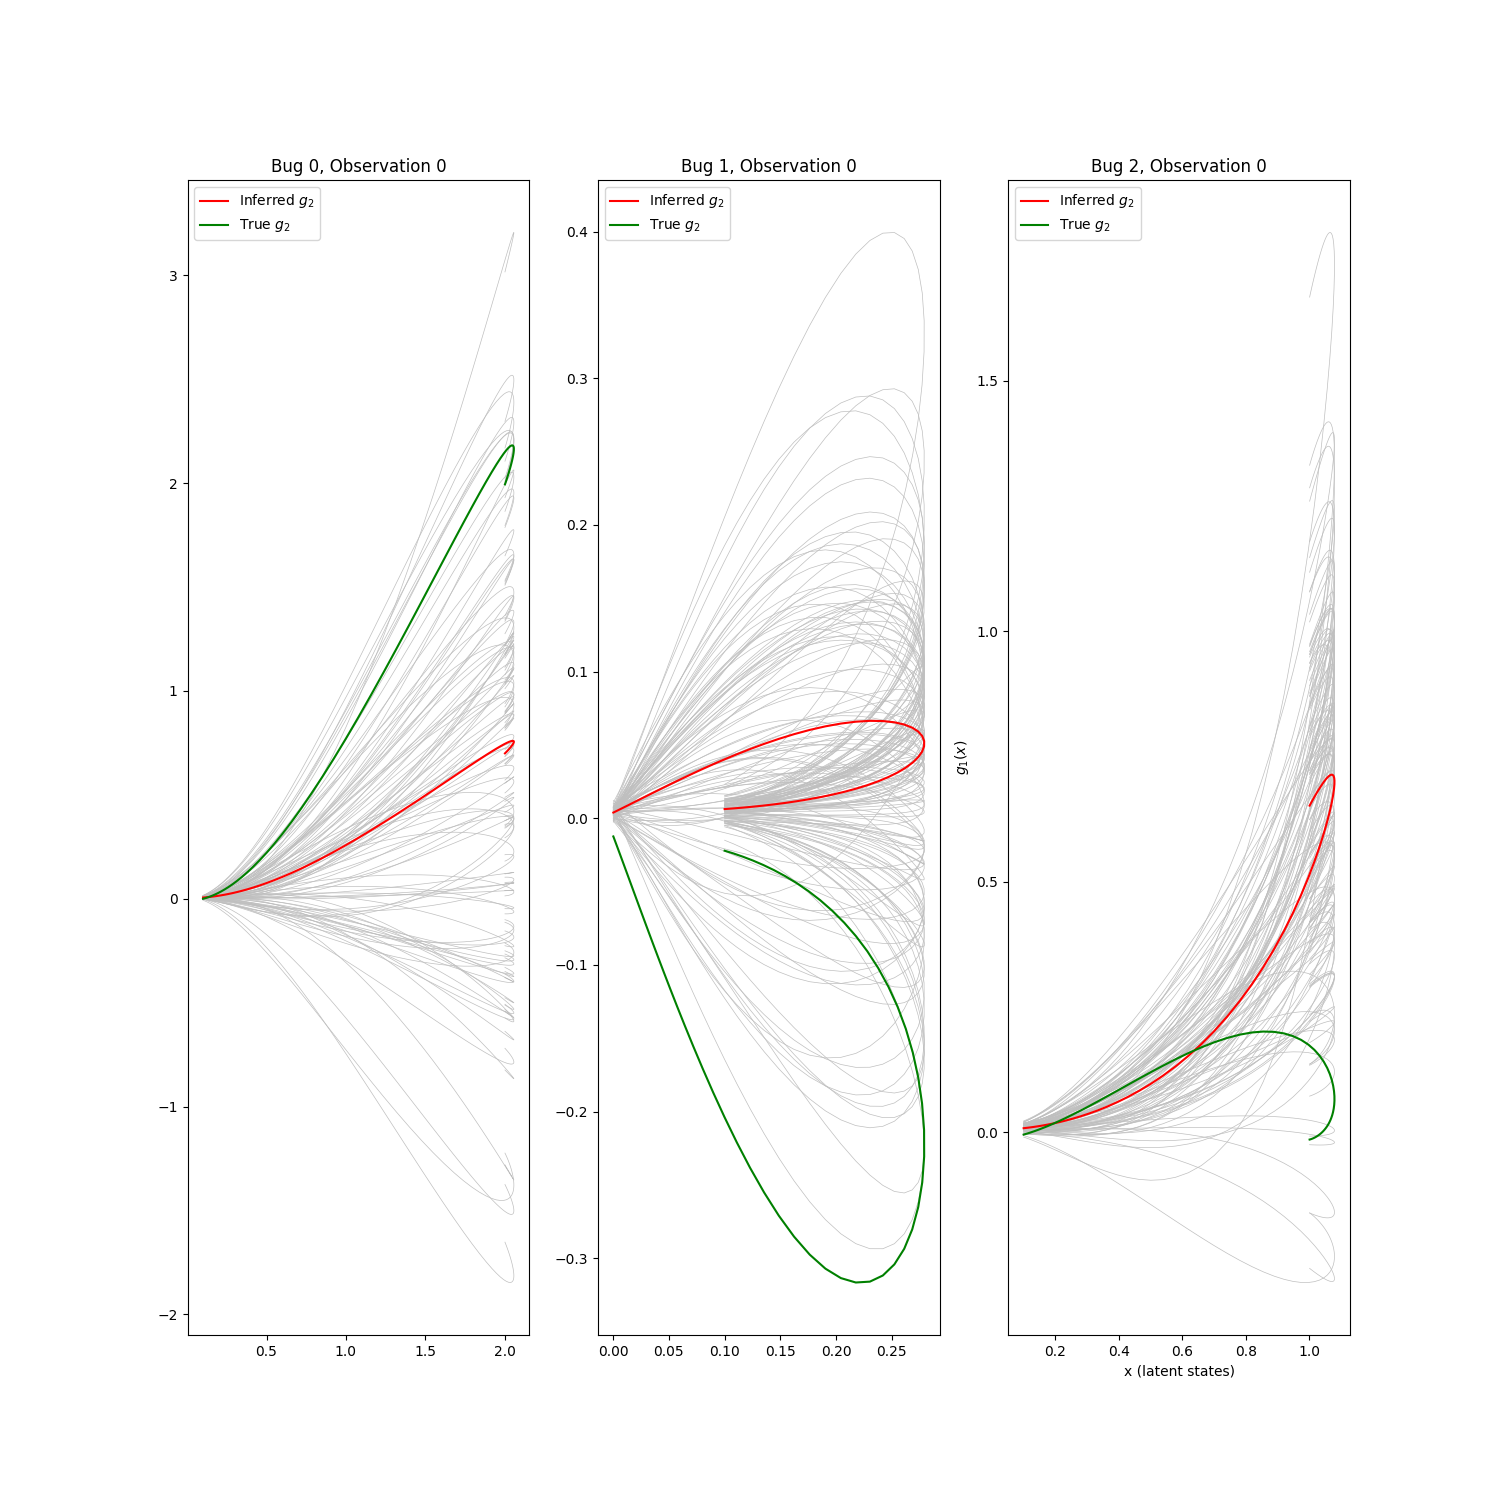 Bug 0, Observation 0
Inferred g₂
True g₂
3
2
1
0
−1
−2
0.5 1.0 1.5 2.0
Bug 1, Observation 0
Inferred g₂
True g₂
0.4
0.3
0.2
0.1
0.0
−0.1
−0.2
−0.3
0.00 0.05 0.10 0.15 0.20 0.25
Bug 2, Observation 0
Inferred g₂
True g₂
1.5
1.0
0.5
0.0
g₁(x)
0.2 0.4 0.6 0.8 1.0
x (latent states)